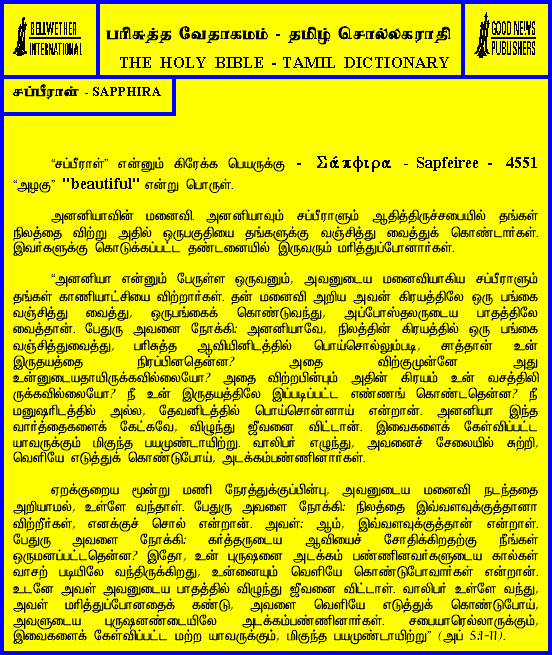 BELLWETHER
INTERNATIONAL
பரிசுத்த வேதாகமம் - தமிழ் சொல்லகராதி
THE HOLY BIBLE - TAMIL DICTIONARY
GOOD NEWS
PUBLISHERS
சப்பீராள் - SAPPHIRA
“சப்பீராள்” என்னும் கிரேக்க பெயருக்கு - Σάπφιρα - Sapfeiree - 4551
“அழகு” "beautiful" என்று பொருள்.
அனனியாவின் மனைவி. அனனியாவும் சப்பீராளும் ஆதித்திருச்சபையில் தங்கள்
நிலத்தை விற்று அதில் ஒருபகுதியை தங்களுக்கு வஞ்சித்து வைத்துக் கொண்டார்கள்.
இவர்களுக்கு கொடுக்கப்பட்ட தண்டனையில் இருவரும் மரித்துப்போனார்கள்.
“அனனியா என்னும் பேருள்ள ஒருவனும், அவனுடைய மனைவியாகிய சப்பீராளும்
தங்கள் காணியாட்சியை விற்றார்கள். தன் மனைவி அறிய அவன் கிரயத்திலே ஒரு பங்கை
வஞ்சித்து வைத்து, ஒருபங்கைக் கொண்டுவந்து, அப்போஸ்தலருடைய பாதத்திலே
வைத்தான். பேதுரு அவனை நோக்கி: அனனியாவே, நிலத்தின் கிரயத்தில் ஒரு பங்கை
வஞ்சித்துவைத்து, பரிசுத்த ஆவியினிடத்தில் பொய்சொல்லும்படி, சாத்தான் உன்
இருதயத்தை நிரப்பினதென்ன? அதை விற்குமுன்னே அது
உன்னுடையதாயிருக்கவில்லையோ? அதை விற்றபின்பும் அதின் கிரயம் உன் வசத்திலி
ருக்கவில்லையோ? நீ உன் இருதயத்திலே இப்படிப்பட்ட எண்ணங் கொண்டதென்ன? நீ
மனுஷரிடத்தில் அல்ல, தேவனிடத்தில் பொய்சொன்னாய் என்றான். அனனியா இந்த
வார்த்தைகளைக் கேட்கவே, விழுந்து ஜீவனை விட்டான். இவைகளைக் கேள்விப்பட்ட
யாவருக்கும் மிகுந்த பயமுண்டாயிற்று. வாலிபர் எழுந்து, அவனைச் சேலையில் சுற்றி,
வெளியே எடுத்துக் கொண்டுபோய், அடக்கம்பண்ணினார்கள்.
ஏறக்குறைய மூன்று மணி நேரத்துக்குப்பின்பு, அவனுடைய மனைவி நடந்ததை
அறியாமல், உள்ளே வந்தாள். பேதுரு அவளை நோக்கி: நிலத்தை இவ்வளவுக்குத்தானா
விற்றீர்கள், எனக்குச் சொல் என்றான். அவள்: ஆம், இவ்வளவுக்குத்தான் என்றாள்.
பேதுரு அவளை நோக்கி: கர்த்தருடைய ஆவியைச் சோதிக்கிறதற்கு நீங்கள்
ஒருமனப்பட்டதென்ன? இதோ, உன் புருஷனை அடக்கம் பண்ணினவர்களுடைய கால்கள்
வாசற் படியிலே வந்திருக்கிறது, உன்னையும் வெளியே கொண்டுபோவார்கள் என்றான்.
உடனே அவள் அவனுடைய பாதத்தில் விழுந்து ஜீவனை விட்டாள். வாலிபர் உள்ளே வந்து,
அவள் மரித்துப்போனதைக் கண்டு, அவளை வெளியே எடுத்துக் கொண்டுபோய்,
அவளுடைய புருஷனண்டையிலே அடக்கம்பண்ணினார்கள். சபையாரெல்லாருக்கும்,
இவைகளைக் கேள்விப்பட்ட மற்ற யாவருக்கும், மிகுந்த பயமுண்டாயிற்று” (அப் 5:1-11).